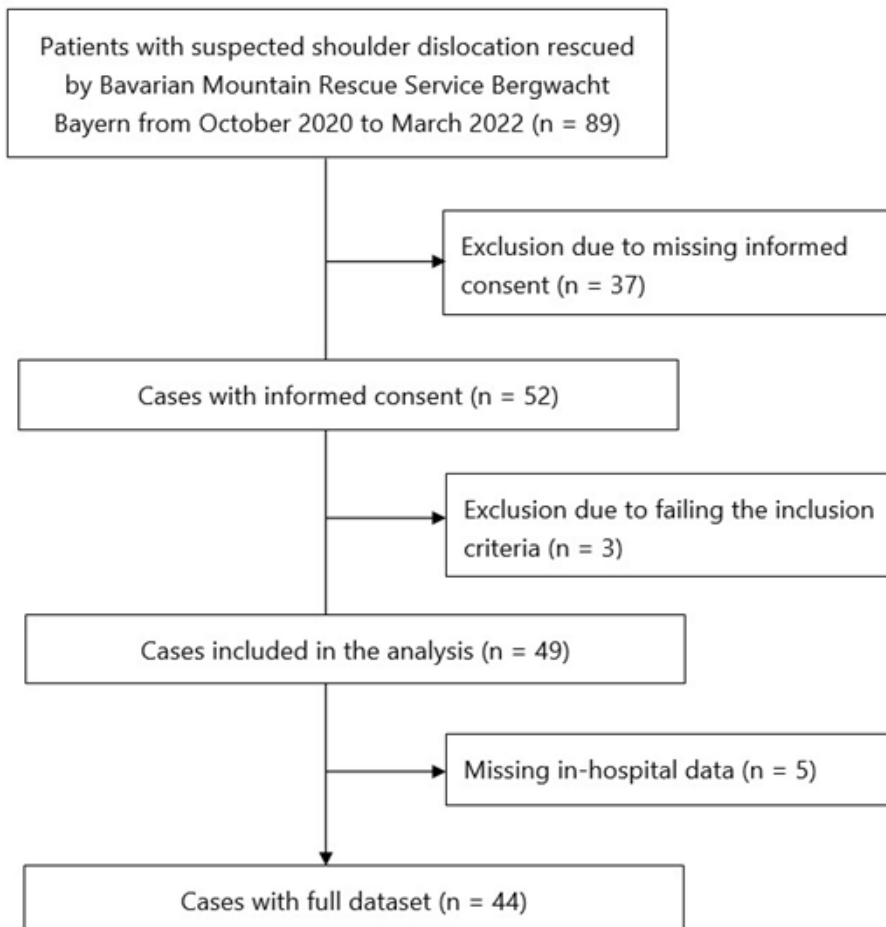 Patients with suspected shoulder dislocation rescued
by Bavarian Mountain Rescue Service Bergwacht
Bayern from October 2020 to March 2022 (n = 89)
Exclusion due to missing informed
consent (n = 37)
Cases with informed consent (n = 52)
Exclusion due to failing the inclusion
criteria (n = 3)
Cases included in the analysis (n = 49)
Missing in-hospital data (n = 5)
Cases with full dataset (n = 44)